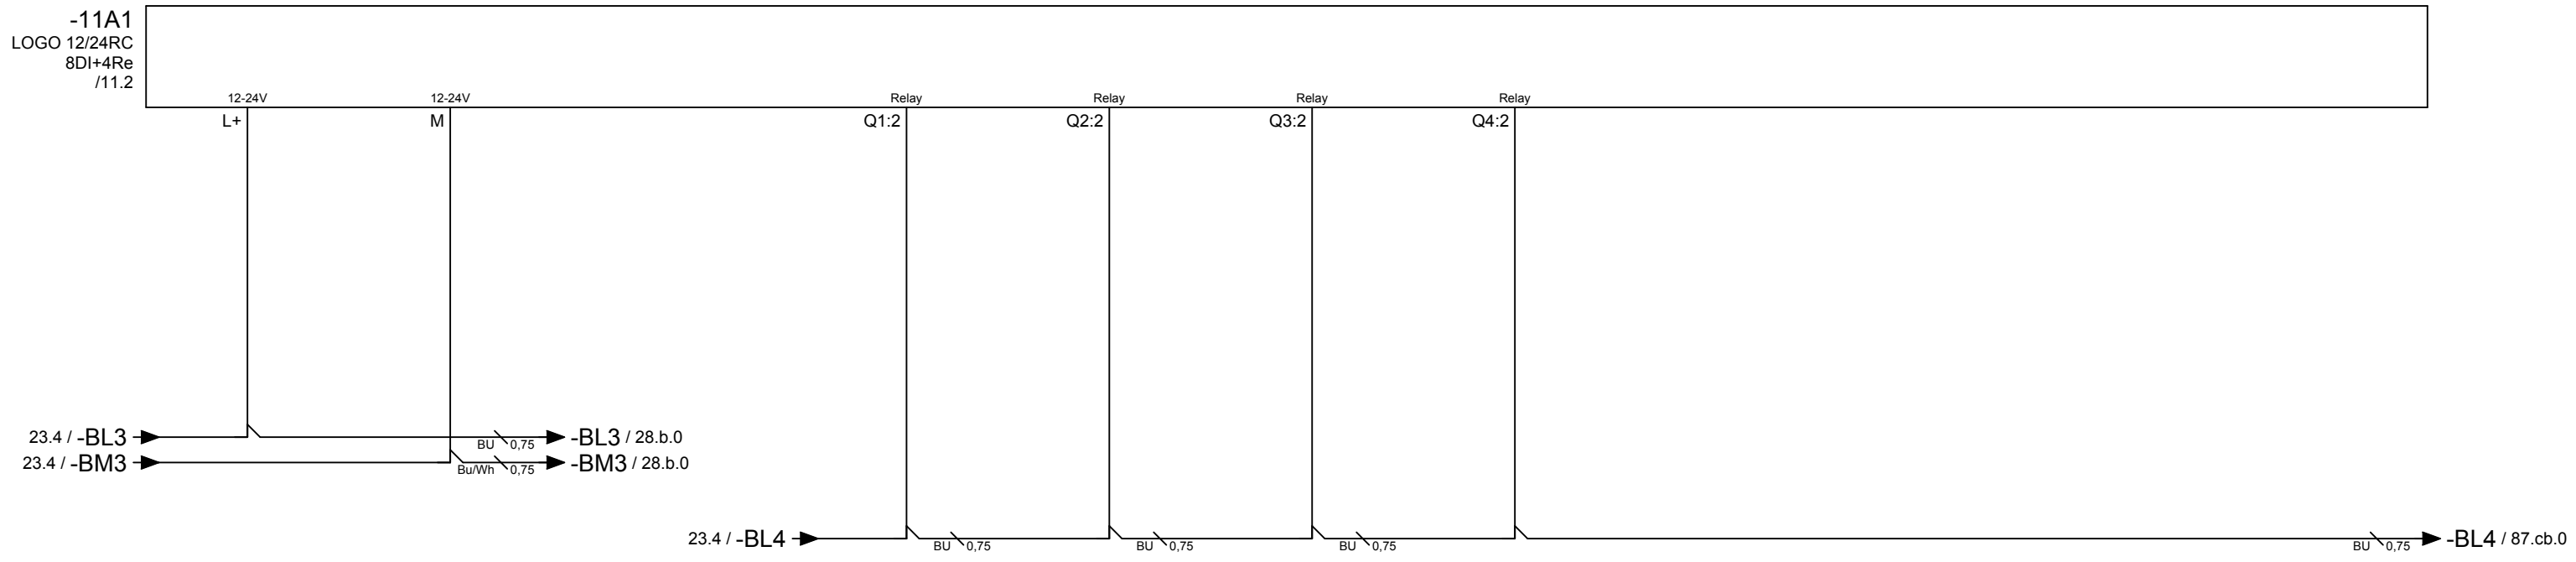 -11A1
LOGO 12/24RC
8DI+4Re
/11.2
12-24V 12-24V Relay Relay Relay Relay
L+ M Q1:2 Q2:2 Q3:2 Q4:2
23.4 / -BL3 BU 0,75 -BL3 / 28.b.0
23.4 / -BM3 Bu/Wh 0,75 -BM3 / 28.b.0
23.4 / -BL4 BU 0,75 BU 0,75 BU 0,75 BU 0,75 -BL4 / 87.cb.0